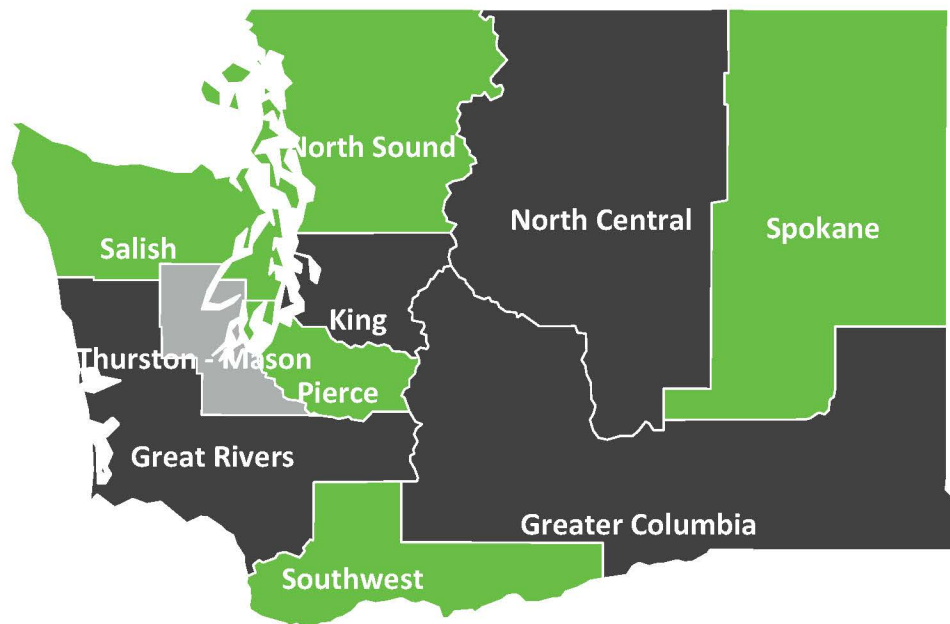 North Sound
North Central
Spokane
Salish
King
Thurston - Mason
Pierce
Great Rivers
Greater Columbia
Southwest